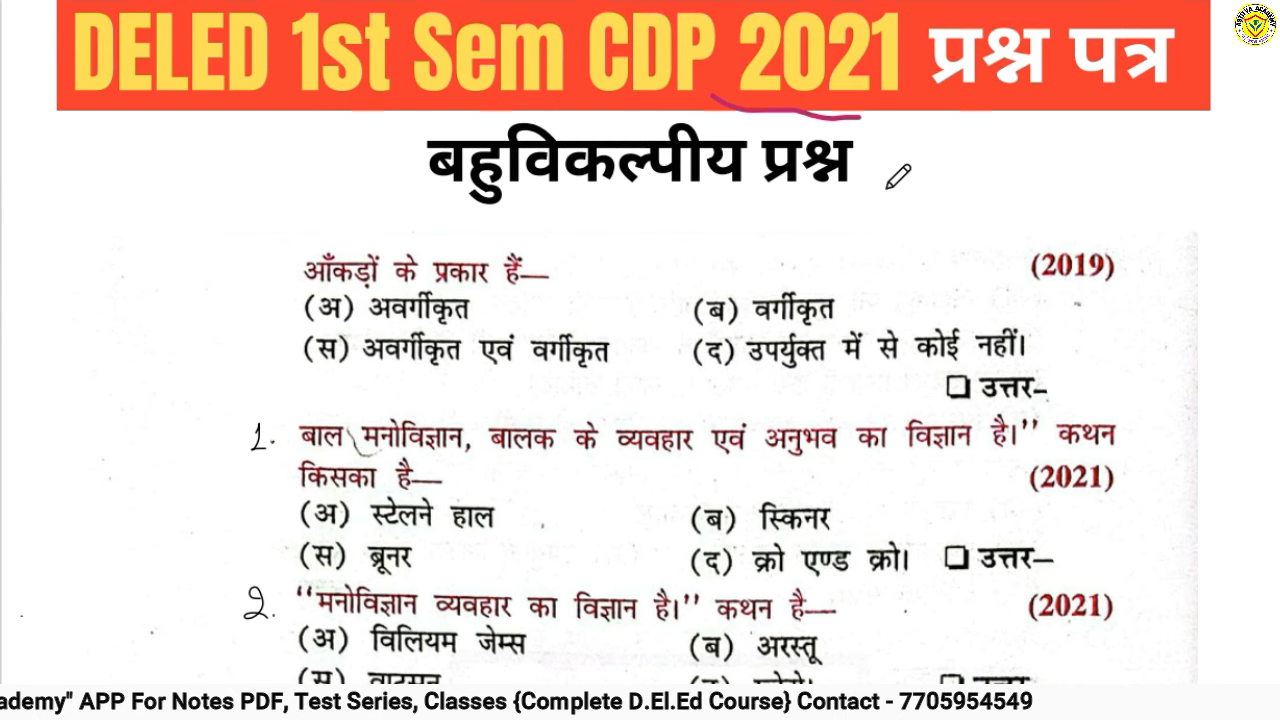 DELED 1st Sem CDP 2021 प्रश्न पत्र
बहुविकल्पीय प्रश्न
आँकड़ों के प्रकार हैं— (2019)
(अ) अवर्गीकृत (ब) वर्गीकृत
(स) अवर्गीकृत एवं वर्गीकृत (द) उपर्युक्त में से कोई नहीं।
❑ उत्तर–
1. बाल मनोविज्ञान, बालक के व्यवहार एवं अनुभव का विज्ञान है।'' कथन
किसका है— (2021)
(अ) स्टेलने हाल (ब) स्किनर
(स) ब्रूनर (द) क्रो एण्ड क्रो। ❑ उत्तर–
2. ''मनोविज्ञान व्यवहार का विज्ञान है।'' कथन है— (2021)
(अ) विलियम जेम्स (ब) अरस्तू
ademy" APP For Notes PDF, Test Series, Classes {Complete D.El.Ed Course} Contact - 7705954549